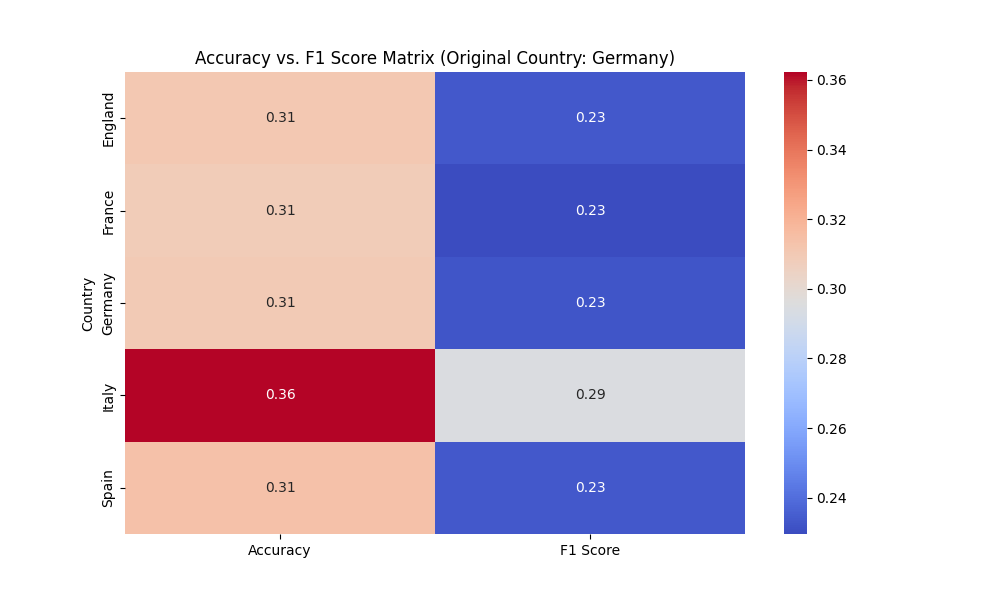 Accuracy vs. F1 Score Matrix (Original Country: Germany)
Country
England
0.31
0.23
France
0.31
0.23
Germany
0.31
0.23
Italy
0.36
0.29
Spain
0.31
0.23
Accuracy
F1 Score
0.36
0.34
0.32
0.30
0.28
0.26
0.24